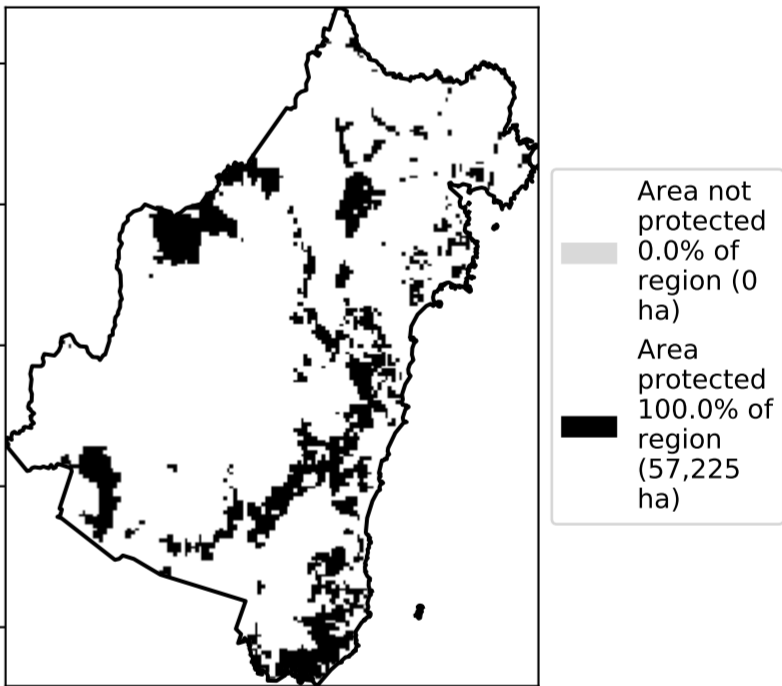 Area not
protected
0.0% of
region (0
ha)
Area
protected
100.0% of
region
(57,225
ha)